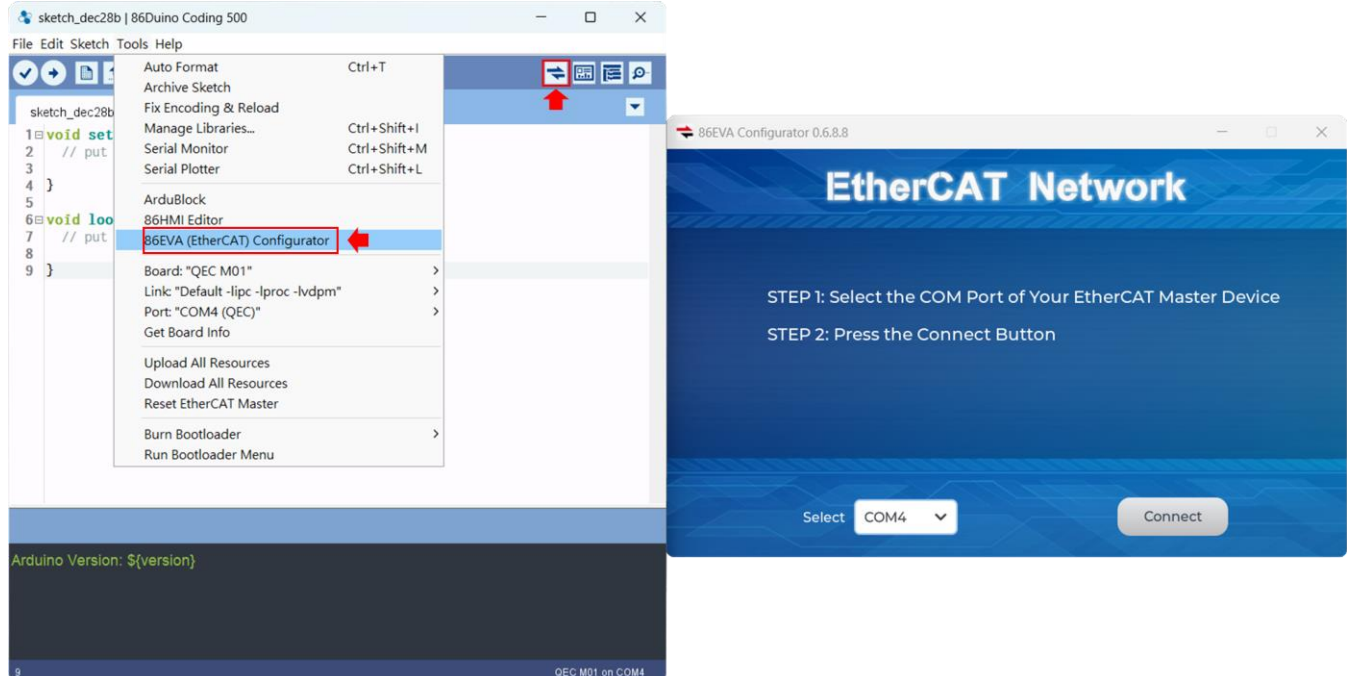 sketch_dec28b | 86Duino Coding 500
File Edit Sketch Tools Help
sketch_dec28b
1 void set
2 // put
3
4 }
5
6 void loo
7 // put
8
9 }
Auto Format Ctrl+T
Archive Sketch
Fix Encoding & Reload
Manage Libraries... Ctrl+Shift+I
Serial Monitor Ctrl+Shift+M
Serial Plotter Ctrl+Shift+L
ArduBlock
86HMI Editor
86EVA (EtherCAT) Configurator
Board: "QEC M01"
Link: "Default -lipc -lproc -lvdpm"
Port: "COM4 (QEC)"
Get Board Info
Upload All Resources
Download All Resources
Reset EtherCAT Master
Burn Bootloader
Run Bootloader Menu
Arduino Version: ${version}
9 QEC M01 on COM4
86EVA Configurator 0.6.8.8
EtherCAT Network
STEP 1: Select the COM Port of Your EtherCAT Master Device
STEP 2: Press the Connect Button
Select COM4 Connect